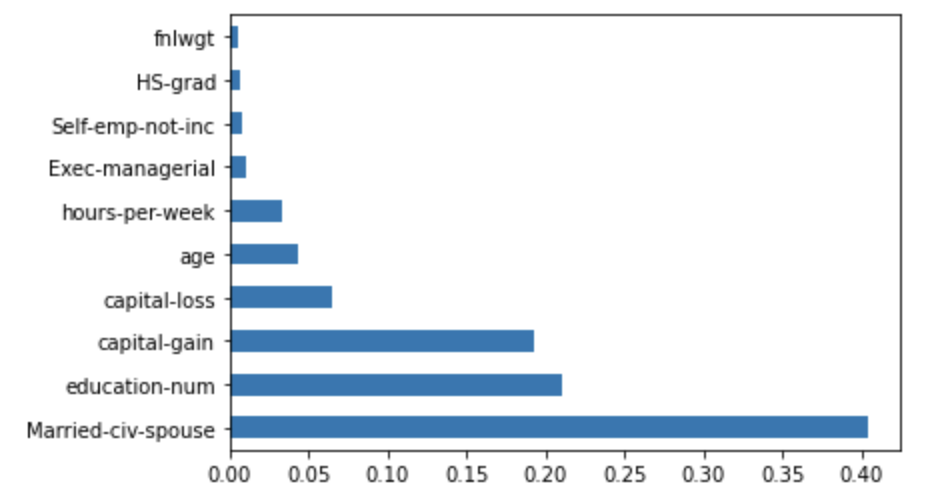 fnlwgt
HS-grad
Self-emp-not-inc
Exec-managerial
hours-per-week
age
capital-loss
capital-gain
education-num
Married-civ-spouse
0.00 0.05 0.10 0.15 0.20 0.25 0.30 0.35 0.40